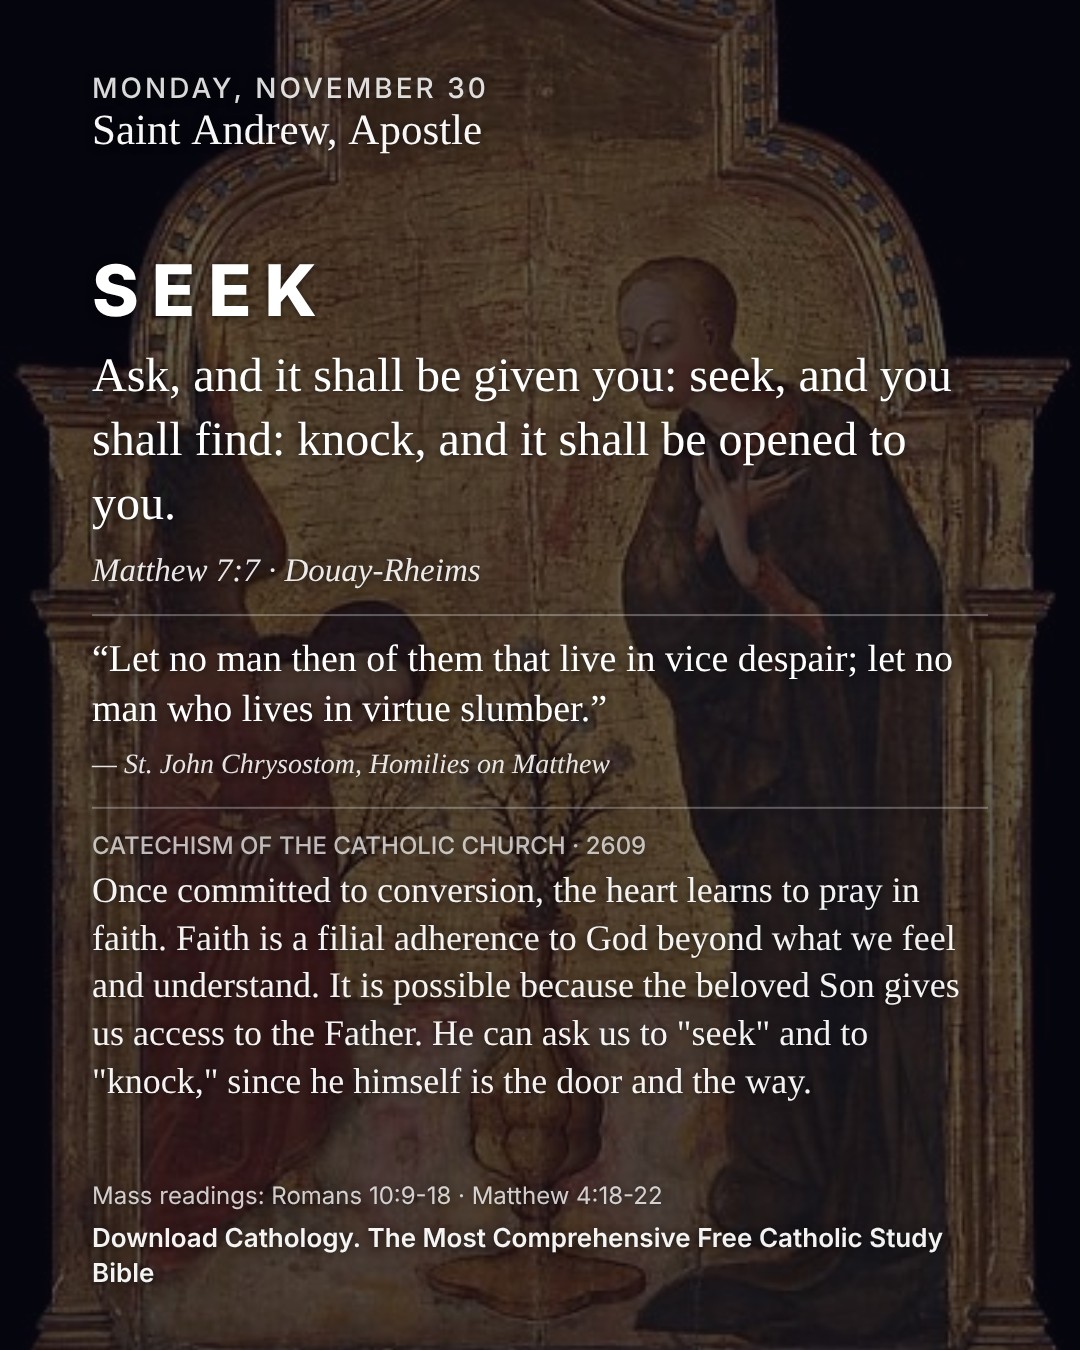 MONDAY, NOVEMBER 30
Saint Andrew, Apostle
SEEK
Ask, and it shall be given you: seek, and you
shall find: knock, and it shall be opened to
you.
Matthew 7:7 · Douay-Rheims
“Let no man then of them that live in vice despair; let no
man who lives in virtue slumber.”
— St. John Chrysostom, Homilies on Matthew
CATECHISM OF THE CATHOLIC CHURCH · 2609
Once committed to conversion, the heart learns to pray in
faith. Faith is a filial adherence to God beyond what we feel
and understand. It is possible because the beloved Son gives
us access to the Father. He can ask us to "seek" and to
"knock," since he himself is the door and the way.
Mass readings: Romans 10:9-18 · Matthew 4:18-22
Download Cathology. The Most Comprehensive Free Catholic Study
Bible